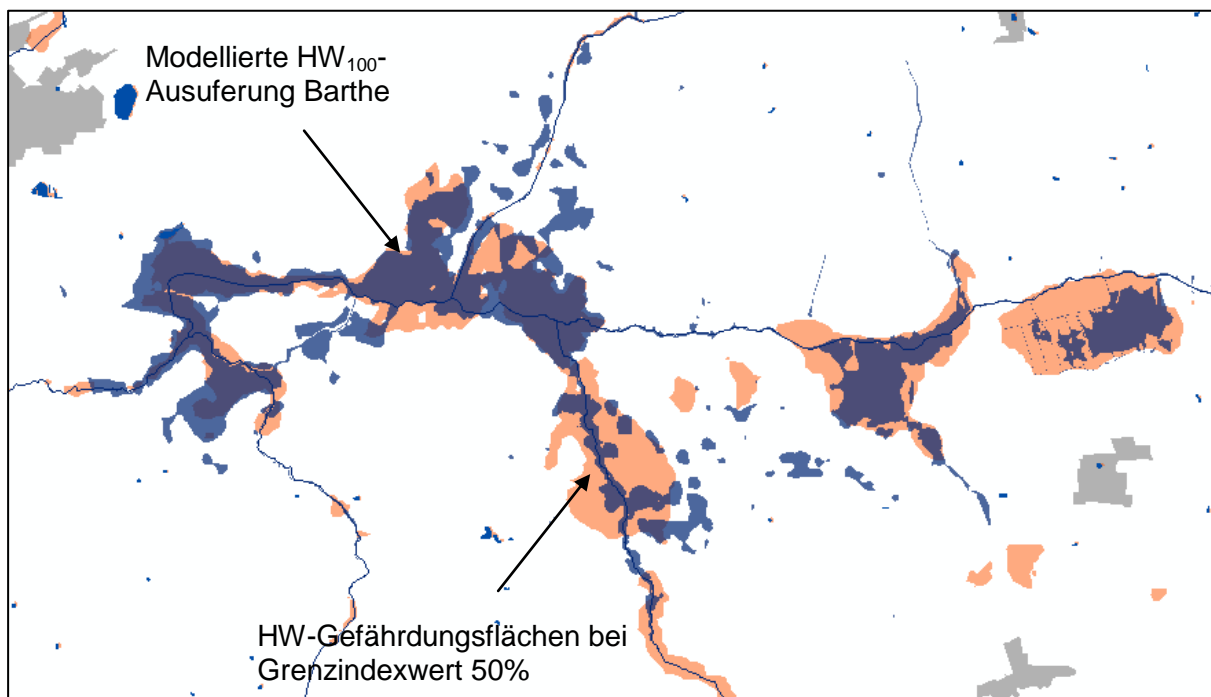 Modellierte HW₁₀₀-
Ausuferung Barthe
HW-Gefährdungsflächen bei
Grenzindexwert 50%